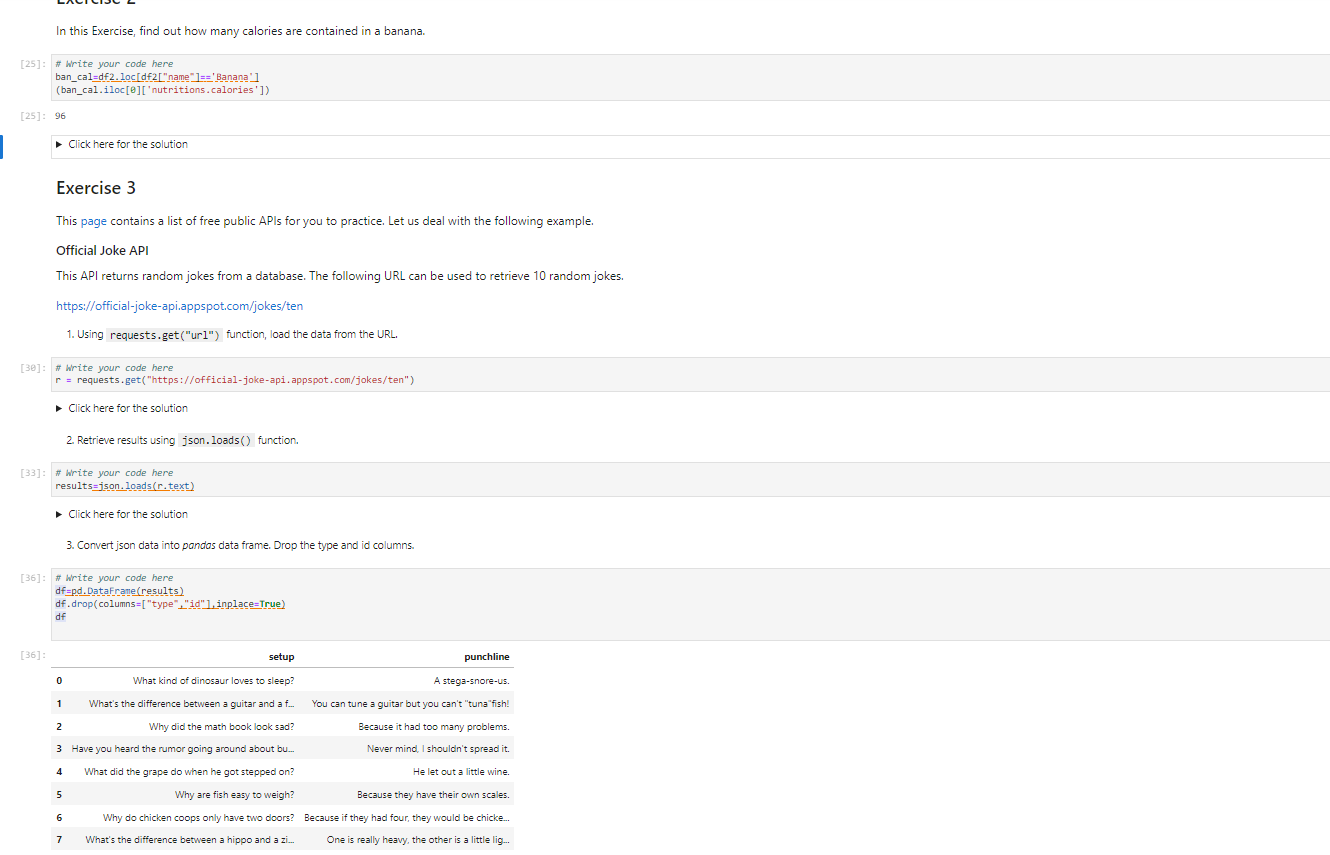 Exercise 2
In this Exercise, find out how many calories are contained in a banana.
[25]: # Write your code here
ban_cal=df2.loc[df2["name"]=='Banana']
(ban_cal.iloc[0]['nutritions.calories'])
[25]: 96
Click here for the solution
Exercise 3
This page contains a list of free public APIs for you to practice. Let us deal with the following example.
Official Joke API
This API returns random jokes from a database. The following URL can be used to retrieve 10 random jokes.
https://official-joke-api.appspot.com/jokes/ten
1. Using requests.get("url") function, load the data from the URL.
[30]: # Write your code here
r = requests.get("https://official-joke-api.appspot.com/jokes/ten")
Click here for the solution
2. Retrieve results using json.loads() function.
[33]: # Write your code here
results=json.loads(r.text)
Click here for the solution
3. Convert json data into pandas data frame. Drop the type and id columns.
[36]: # Write your code here
df=pd.DataFrame(results)
df.drop(columns=["type","id"],inplace=True)
df
[36]: setup punchline
0 What kind of dinosaur loves to sleep? A stega-snore-us.
1 What's the difference between a guitar and a f... You can tune a guitar but you can't "tuna"fish!
2 Why did the math book look sad? Because it had too many problems.
3 Have you heard the rumor going around about bu... Never mind, I shouldn't spread it.
4 What did the grape do when he got stepped on? He let out a little wine.
5 Why are fish easy to weigh? Because they have their own scales.
6 Why do chicken coops only have two doors? Because if they had four, they would be chicke...
7 What's the difference between a hippo and a zi... One is really heavy, the other is a little lig...